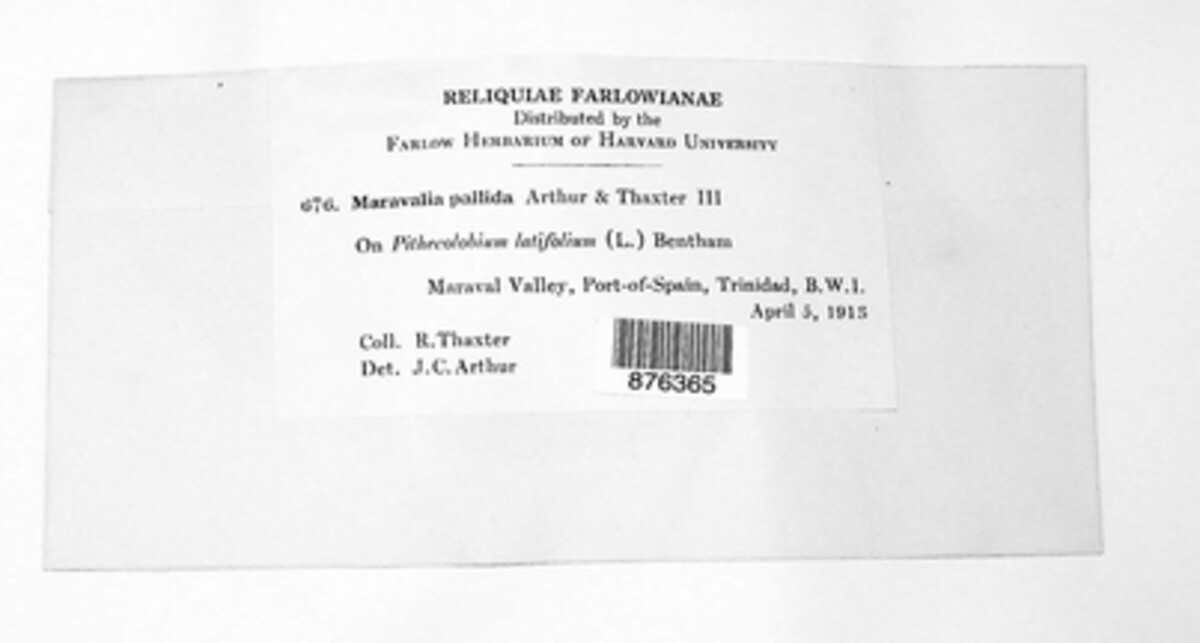 RELIQUIAE FARLOWIANAE
Distributed by the
FARLOW HERBARIUM OF HARVARD UNIVERSITY
676. Maravalia pallida Arthur & Thaxter III
On Pithecolobium latifolium (L.) Bentham
Maraval Valley, Port-of-Spain, Trinidad, B.W.I.
April 5, 1913
Coll. R. Thaxter
Det. J. C. Arthur
876365